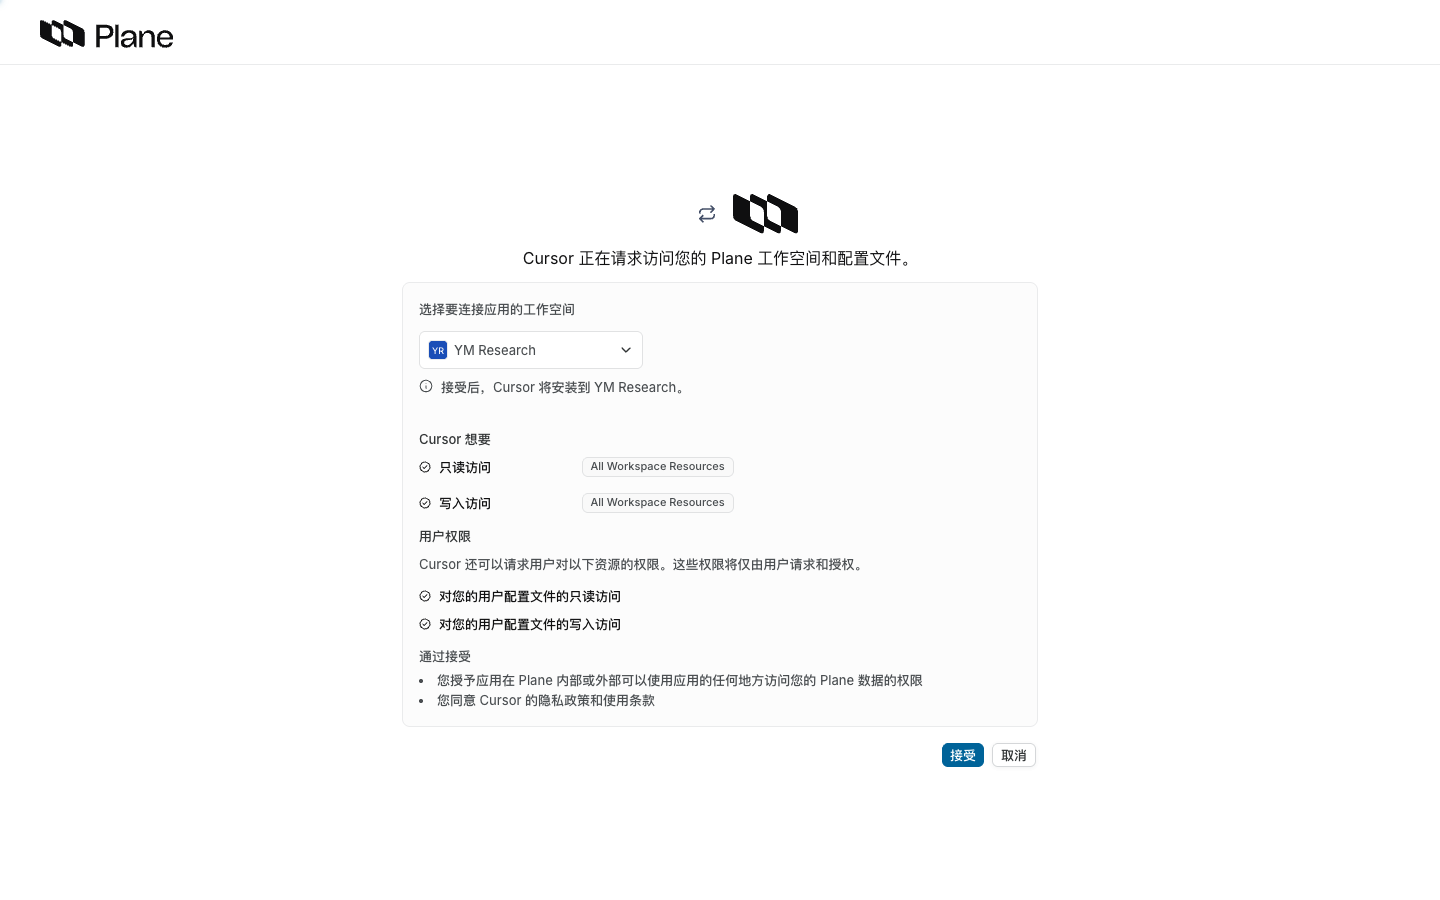 Plane
Cursor 正在请求访问您的 Plane 工作空间和配置文件。
选择要连接应用的工作空间
YR YM Research
接受后，Cursor 将安装到 YM Research。
Cursor 想要
只读访问 All Workspace Resources
写入访问 All Workspace Resources
用户权限
Cursor 还可以请求用户对以下资源的权限。这些权限将仅由用户请求和授权。
对您的用户配置文件的只读访问
对您的用户配置文件的写入访问
通过接受
• 您授予应用在 Plane 内部或外部可以使用应用的任何地方访问您的 Plane 数据的权限
• 您同意 Cursor 的隐私政策和使用条款
接受 取消